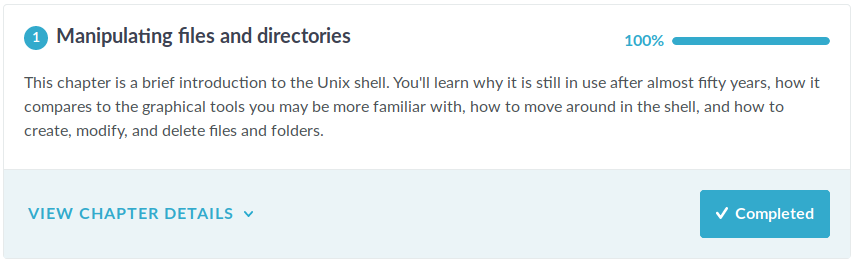 1 Manipulating files and directories
100%
This chapter is a brief introduction to the Unix shell. You'll learn why it is still in use after almost fifty years, how it
compares to the graphical tools you may be more familiar with, how to move around in the shell, and how to
create, modify, and delete files and folders.
VIEW CHAPTER DETAILS
Completed